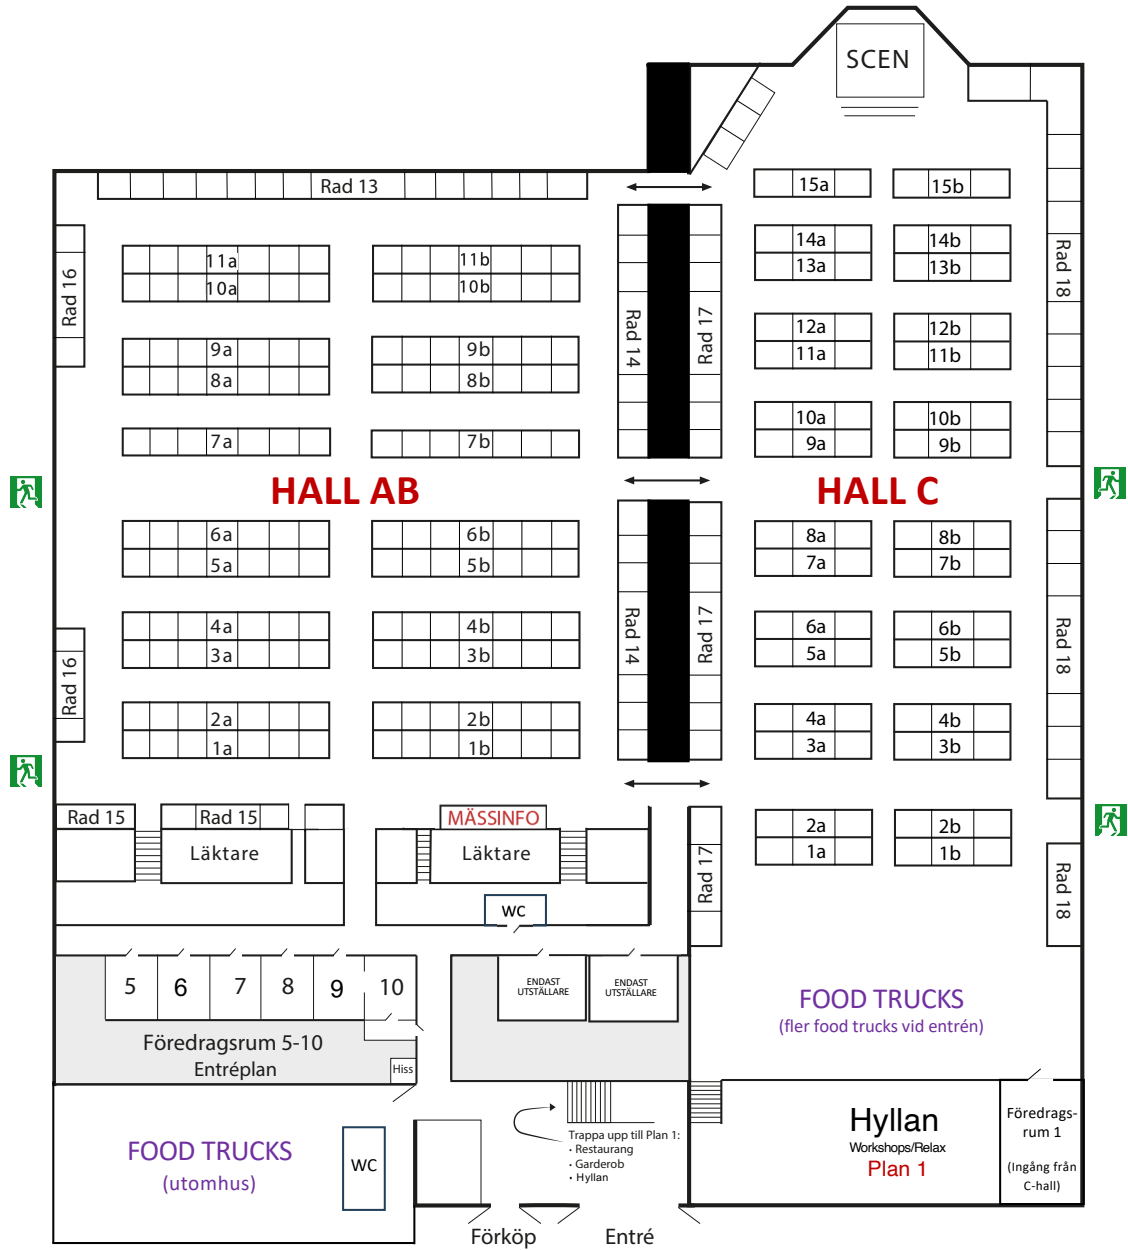 SCEN
Rad 13
15a
15b
11a
11b
10a
10b
14a
14b
13a
13b
Rad 16
Rad 14
Rad 17
Rad 18
9a
9b
8a
8b
12a
12b
11a
11b
7a
7b
10a
10b
9a
9b
HALL AB
HALL C
6a
6b
5a
5b
8a
8b
7a
7b
4a
4b
3a
3b
Rad 16
Rad 14
Rad 17
6a
6b
5a
5b
Rad 18
2a
2b
1a
1b
4a
4b
3a
3b
Rad 15
Rad 15
MÄSSINFO
2a
2b
1a
1b
Läktare
Läktare
Rad 17
Rad 18
WC
5
6
7
8
9
10
ENDAST
UTSTÄLLARE
ENDAST
UTSTÄLLARE
FOOD TRUCKS
(fler food trucks vid entrén)
Föredragsrum 5-10
Entréplan
Hiss
FOOD TRUCKS
(utomhus)
WC
Trappa upp till Plan 1:
• Restaurang
• Garderob
• Hyllan
Hyllan
Workshops/Relax
Plan 1
Föredrags-
rum 1
(Ingång från
C-hall)
Förköp
Entré